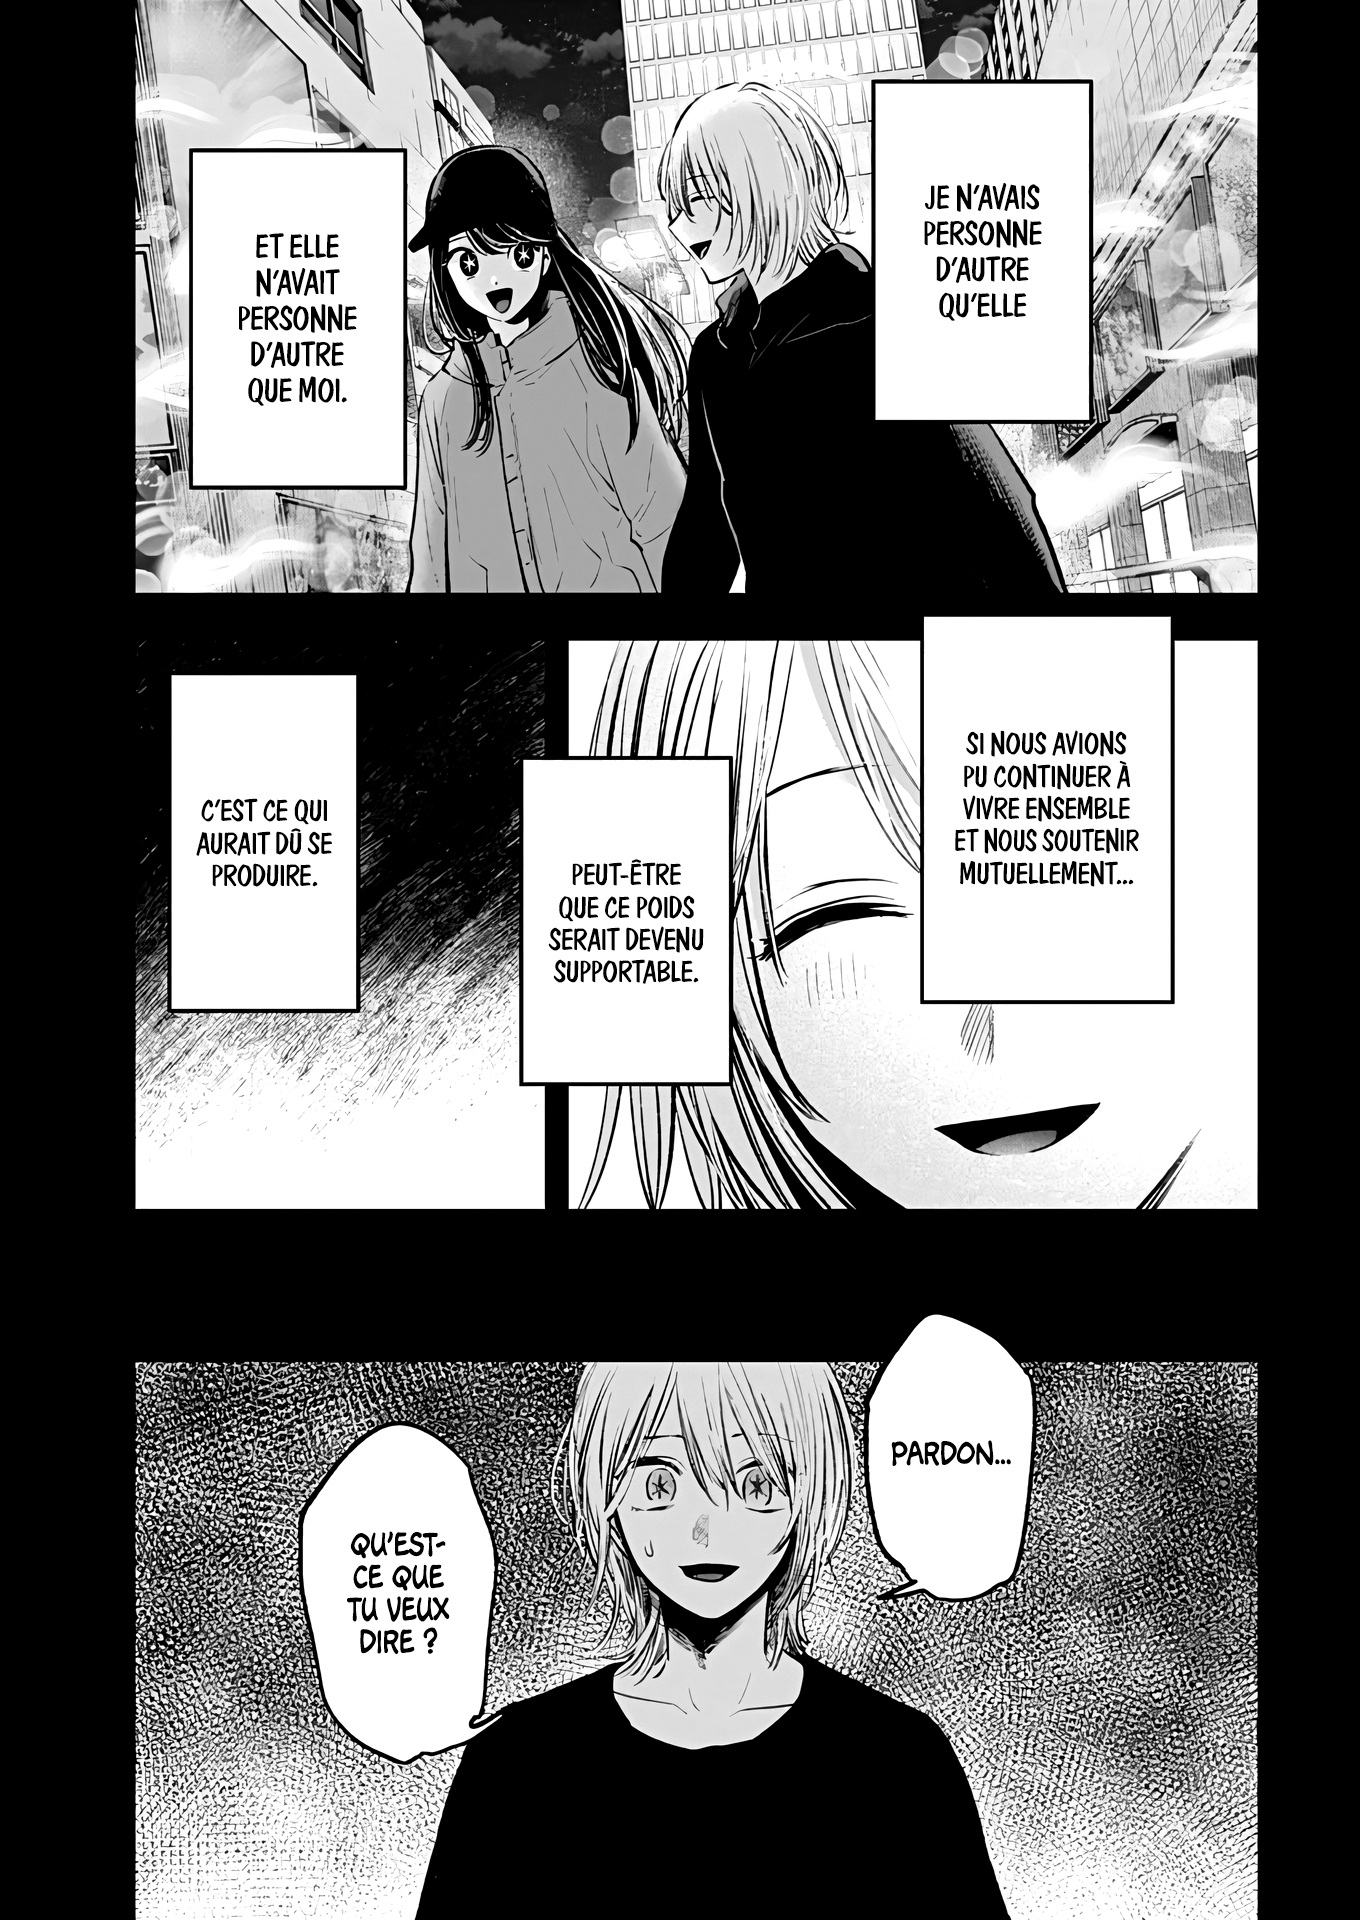 JE N'AVAIS
PERSONNE
D'AUTRE
QU'ELLE
ET ELLE
N'AVAIT
PERSONNE
D'AUTRE
QUE MOI.
SI NOUS AVIONS
PU CONTINUER À
VIVRE ENSEMBLE
ET NOUS SOUTENIR
MUTUELLEMENT...
PEUT-ÊTRE
QUE CE POIDS
SERAIT DEVENU
SUPPORTABLE.
C'EST CE QUI
AURAIT DÛ SE
PRODUIRE.
PARDON...
QU'EST-
CE QUE
TU VEUX
DIRE ?